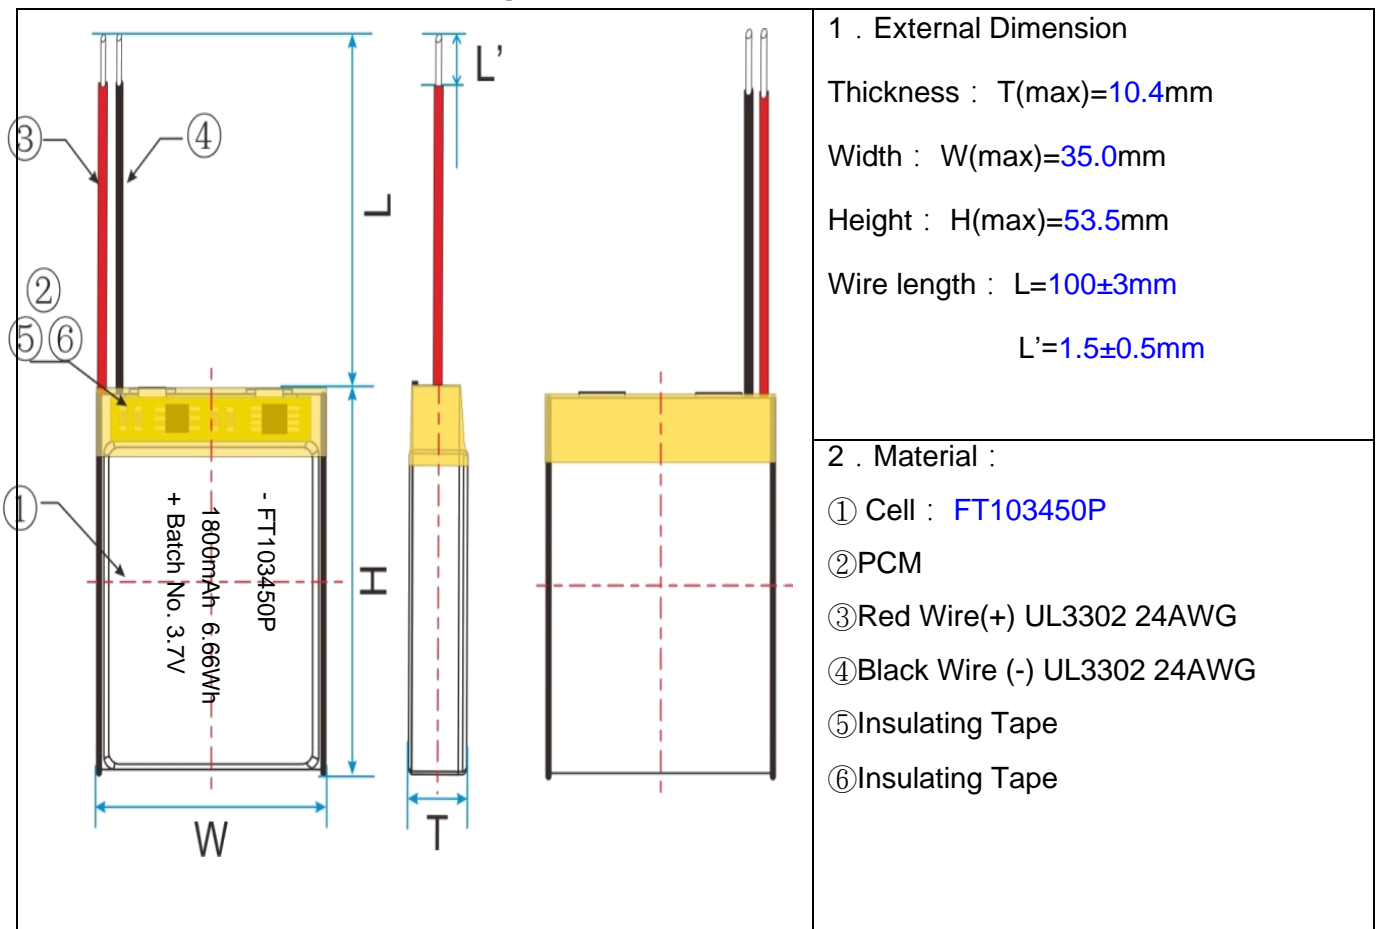 ③
④
L'
L
②
⑤⑥
①
- FT103450P
1800mAh 6.66Wh
+ Batch No. 3.7V
H
W
T
1．External Dimension
Thickness： T(max)=10.4mm
Width： W(max)=35.0mm
Height： H(max)=53.5mm
Wire length： L=100±3mm
L'=1.5±0.5mm
2．Material：
① Cell： FT103450P
②PCM
③Red Wire(+) UL3302 24AWG
④Black Wire (-) UL3302 24AWG
⑤Insulating Tape
⑥Insulating Tape